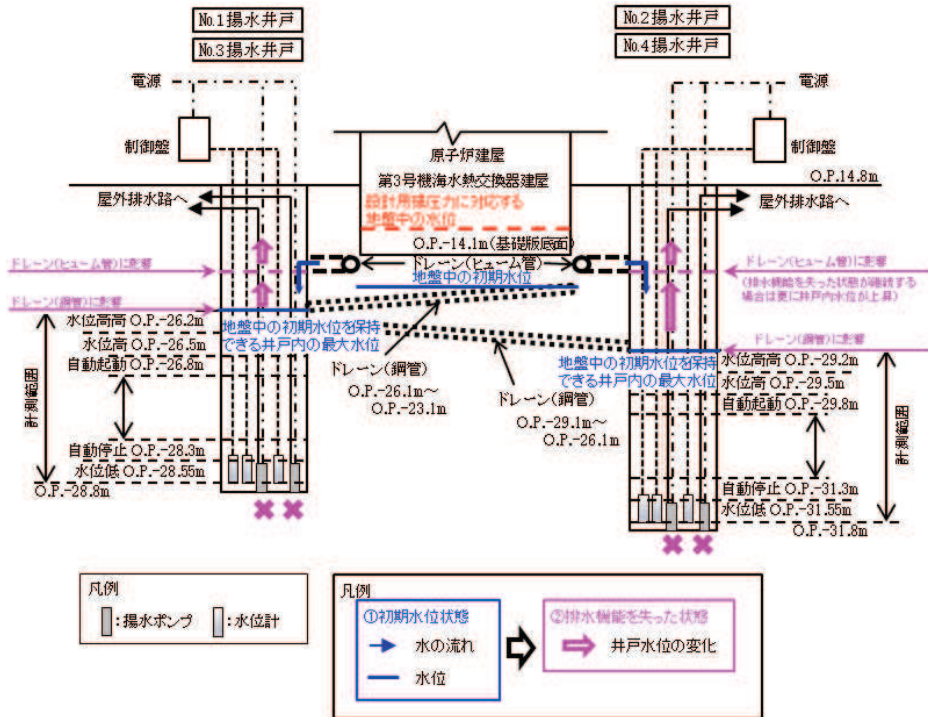 No.1揚水井戸
No.3揚水井戸
No.2揚水井戸
No.4揚水井戸
電源
電源
制御盤
制御盤
原子炉建屋
第3号機海水熱交換器建屋
設計用揚圧力に対応する
地盤中の水位
O.P.14.8m
屋外排水路へ
屋外排水路へ
O.P.-14.1m(基礎版底面)
ドレーン(ヒューム管)
地盤中の初期水位
ドレーン(ヒューム管)に影響
ドレーン(鋼管)に影響
ドレーン(ヒューム管)に影響
(排水機能を失った状態が継続する
場合は更に井戸内水位が上昇)
ドレーン(鋼管)に影響
水位高高 O.P.-26.2m
水位高 O.P.-26.5m
自動起動 O.P.-26.8m
自動停止 O.P.-28.3m
水位低 O.P.-28.55m
O.P.-28.8m
計測範囲
地盤中の初期水位を保持
できる井戸内の最大水位
ドレーン(鋼管)
O.P.-26.1m～
O.P.-23.1m
ドレーン(鋼管)
O.P.-29.1m～
O.P.-26.1m
地盤中の初期水位を保持
できる井戸内の最大水位
水位高高 O.P.-29.2m
水位高 O.P.-29.5m
自動起動 O.P.-29.8m
自動停止 O.P.-31.3m
水位低 O.P.-31.55m
O.P.-31.8m
計測範囲
凡例
:揚水ポンプ :水位計
凡例
①初期水位状態
水の流れ
水位
②排水機能を失った状態
井戸水位の変化